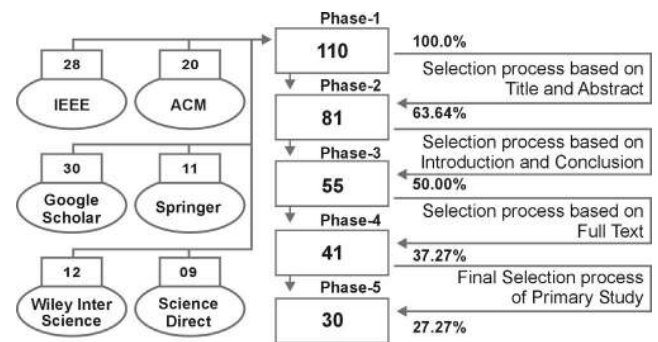 Phase-1
110
100.0%
28
20
IEEE
ACM
Selection process based on
Title and Abstract
Phase-2
81
63.64%
30
11
Google
Scholar
Springer
Selection process based on
Introduction and Conclusion
Phase-3
55
50.00%
Selection process based on
Full Text
Phase-4
41
37.27%
12
09
Wiley Inter
Science
Science
Direct
Final Selection process
of Primary Study
Phase-5
30
27.27%